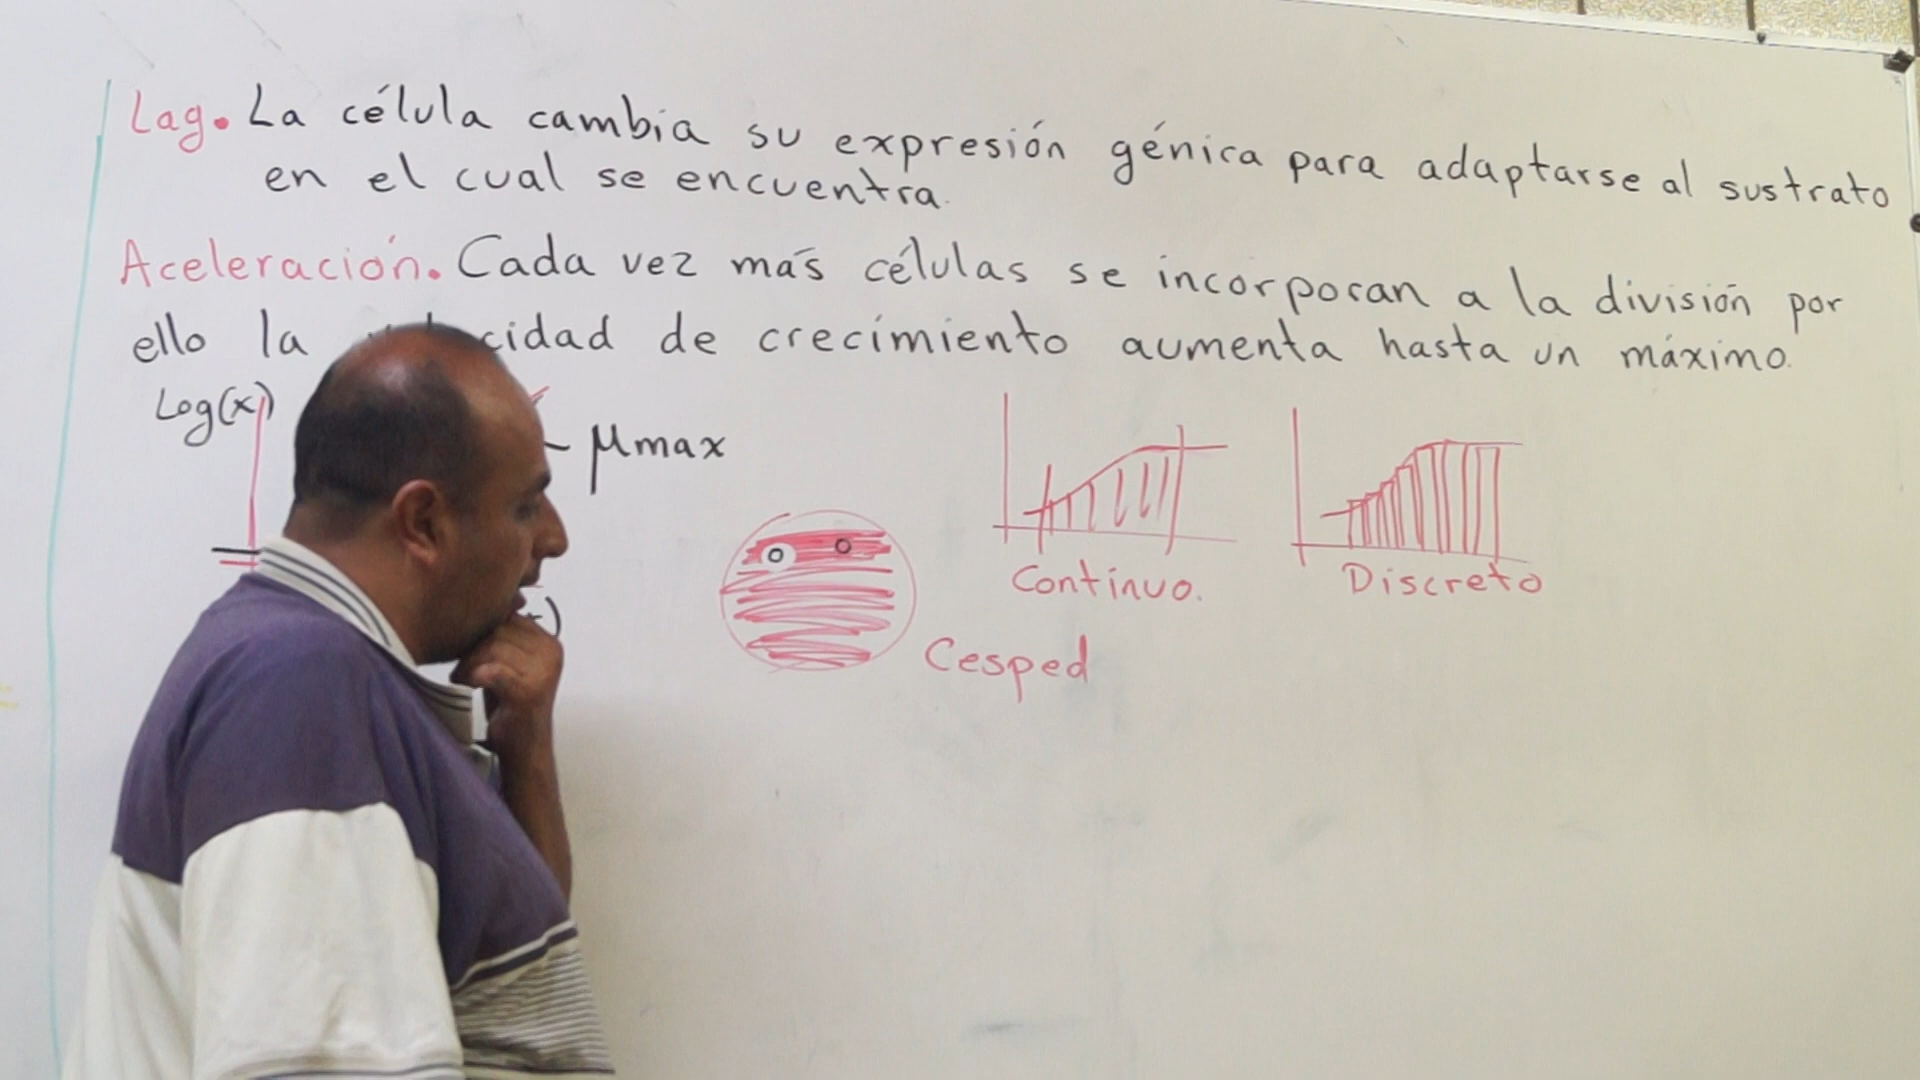 Lag. La célula cambia su expresión génica para adaptarse al sustrato
en el cual se encuentra.
Aceleración. Cada vez más células se incorporan a la división por
ello la cidad de crecimiento aumenta hasta un máximo.
Log(x)
μmax
Continuo.
Discreto
Cesped